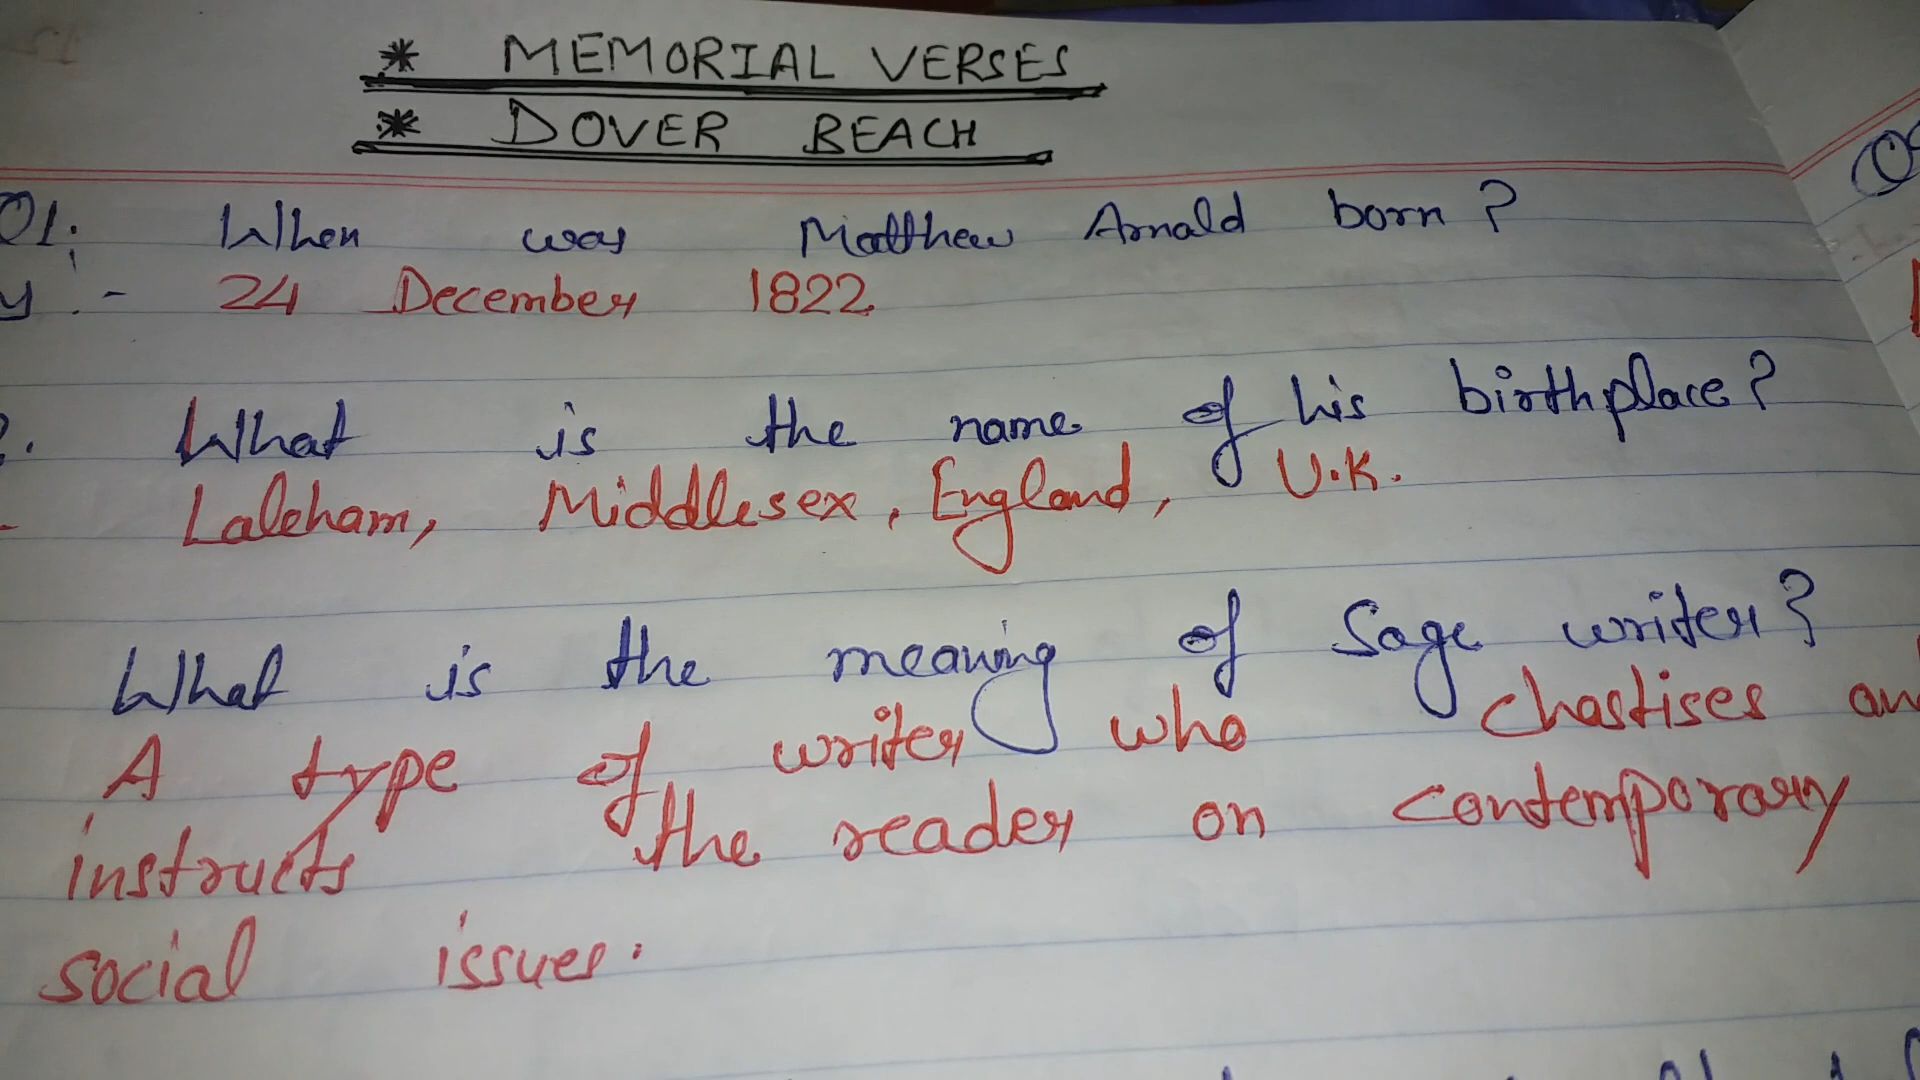 * MEMORIAL VERSES
* DOVER BEACH
Q1: When was Matthew Arnald born?
:- 24 December 1822
What is the name of his birthplace?
- Laleham, Middlesex, England, U.K.
What is the meaning of Sage writer?
A type of writer who chastises an
instructs the reader on contemporary
social issues.